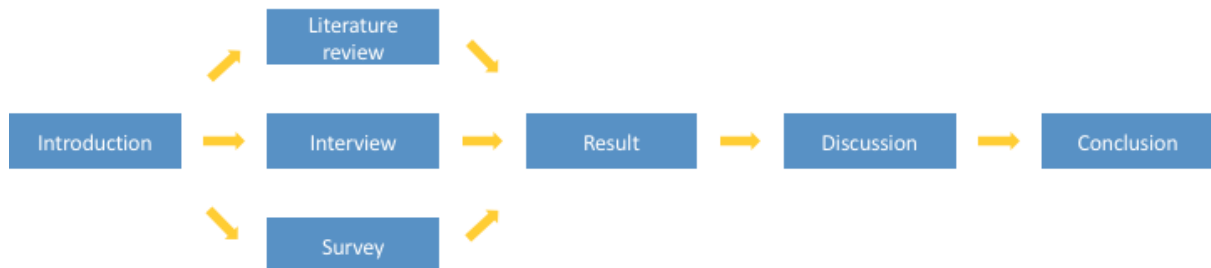 Literature
review
Introduction
Interview
Result
Discussion
Conclusion
Survey